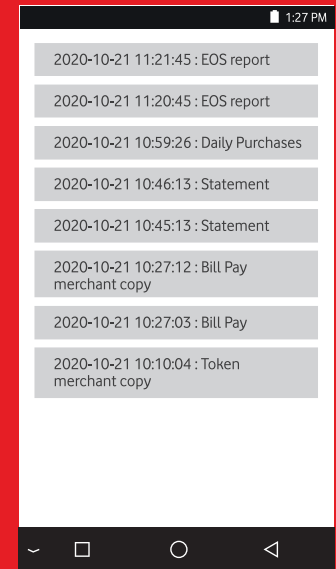 1:27 PM
2020-10-21 11:21:45 : EOS report
2020-10-21 11:20:45 : EOS report
2020-10-21 10:59:26 : Daily Purchases
2020-10-21 10:46:13 : Statement
2020-10-21 10:45:13 : Statement
2020-10-21 10:27:12 : Bill Pay
merchant copy
2020-10-21 10:27:03 : Bill Pay
2020-10-21 10:10:04 : Token
merchant copy